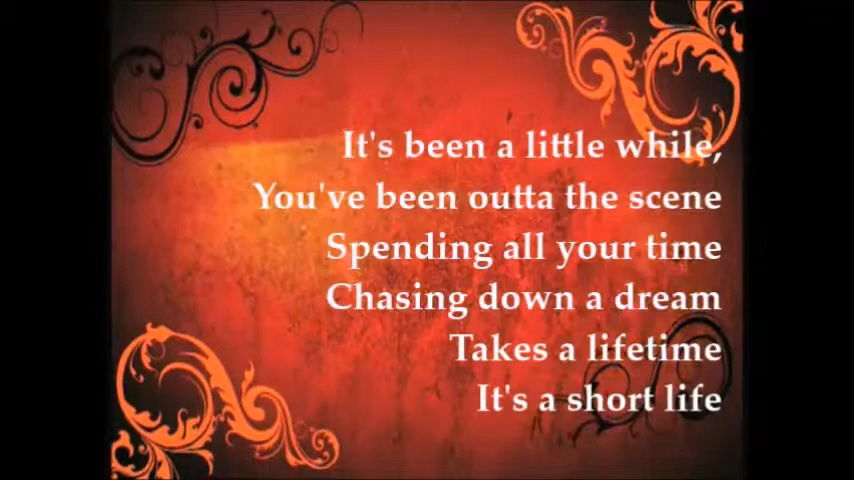 It's been a little while,
You've been outta the scene
Spending all your time
Chasing down a dream
Takes a lifetime
It's a short life